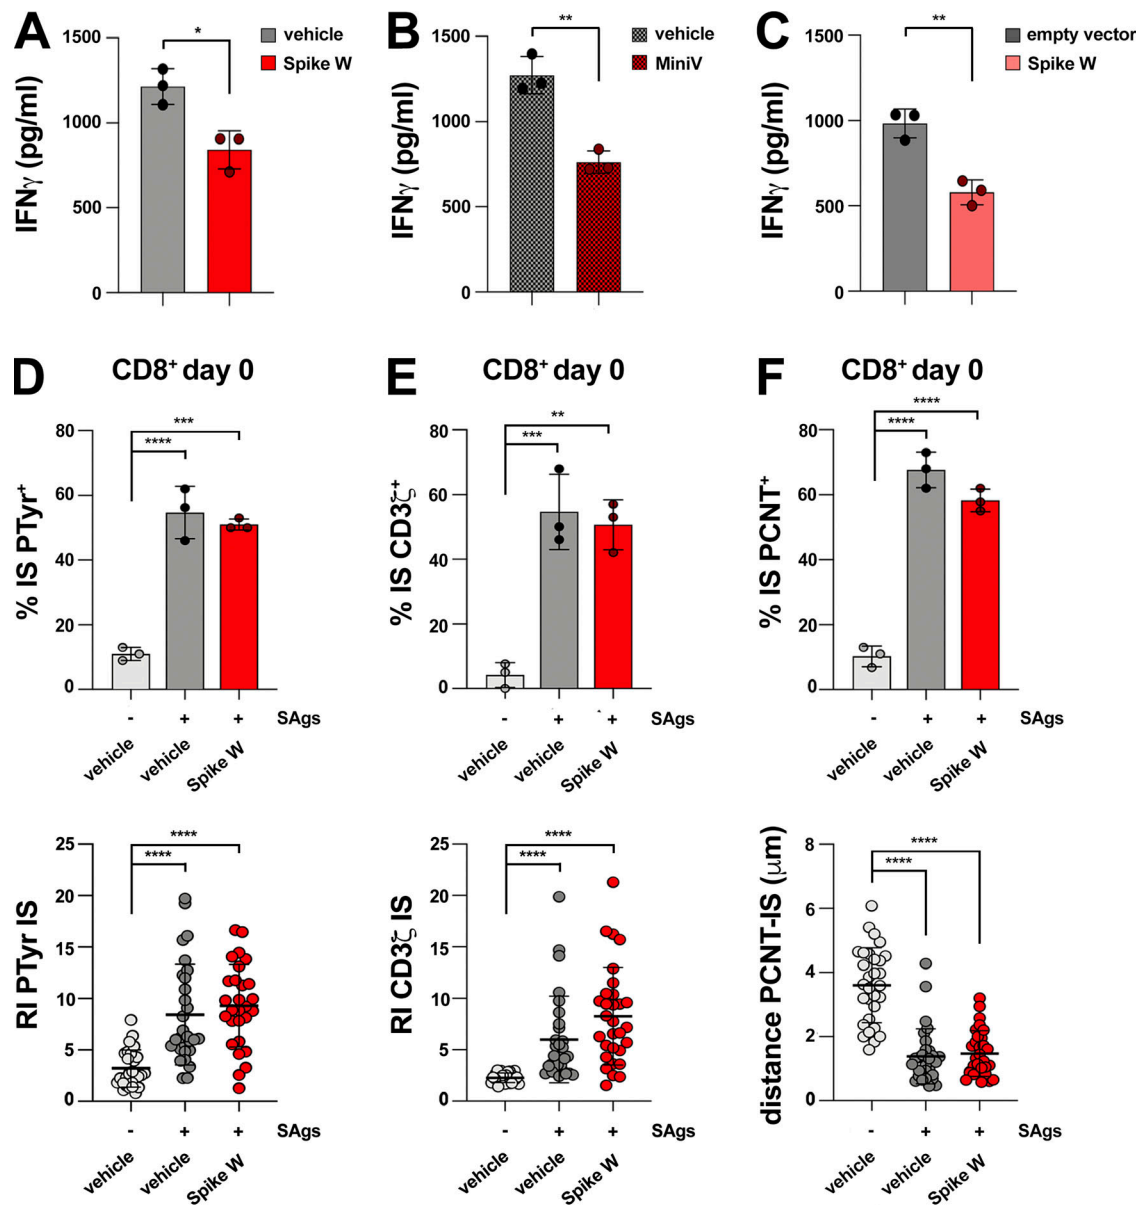 A
B
C
1500
1000
500
0
IFNγ (pg/ml)
*
vehicle
Spike W
1500
1000
500
0
IFNγ (pg/ml)
**
vehicle
MiniV
1500
1000
500
0
IFNγ (pg/ml)
**
empty vector
Spike W
D
CD8⁺ day 0
% IS PTyr⁺
80
60
40
20
0
***
****
- + + SAgs
vehicle
vehicle
Spike W
E
CD8⁺ day 0
% IS CD3ζ⁺
80
60
40
20
0
**
***
- + + SAgs
vehicle
vehicle
Spike W
F
CD8⁺ day 0
% IS PCNT⁺
80
60
40
20
0
****
****
- + + SAgs
vehicle
vehicle
Spike W
RI PTyr IS
25
20
15
10
5
0
****
****
- + + SAgs
vehicle
vehicle
Spike W
RI CD3ζ IS
25
20
15
10
5
0
****
****
- + + SAgs
vehicle
vehicle
Spike W
distance PCNT-IS (μm)
8
6
4
2
0
****
****
- + + SAgs
vehicle
vehicle
Spike W